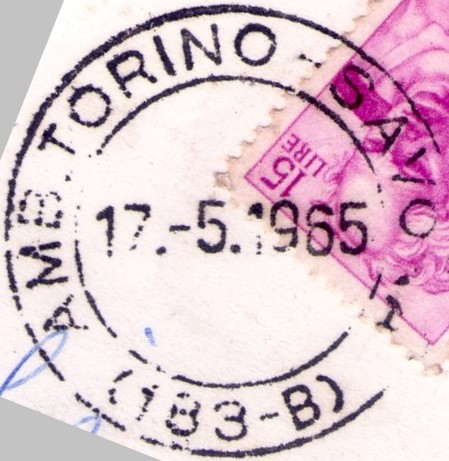 AMB. TORINO - SAVO
17.-5.1965
(183-B)
15
LIRE